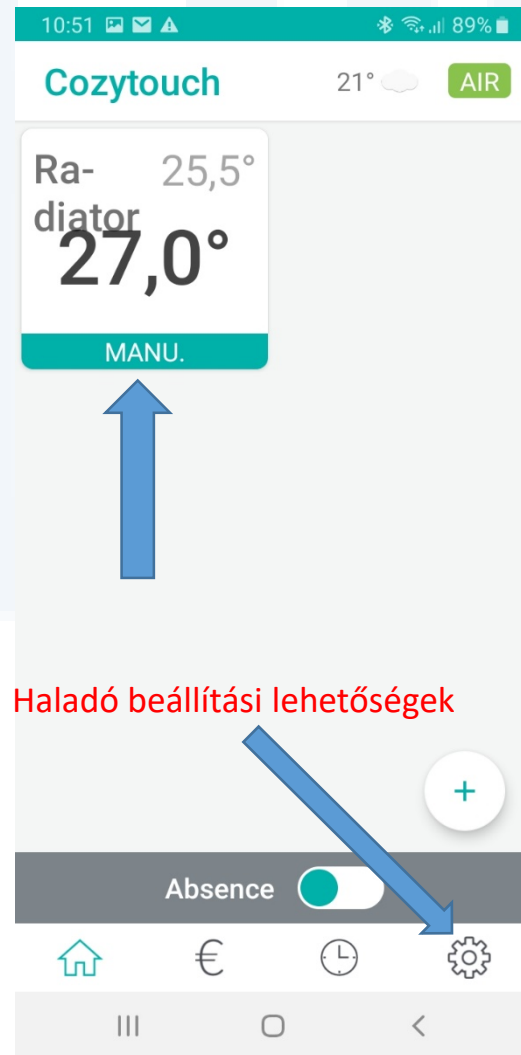 10:51 89%
Cozytouch 21° AIR
Ra- 25,5°
diator
27,0°
MANU.
Haladó beállítási lehetőségek
+
Absence
€